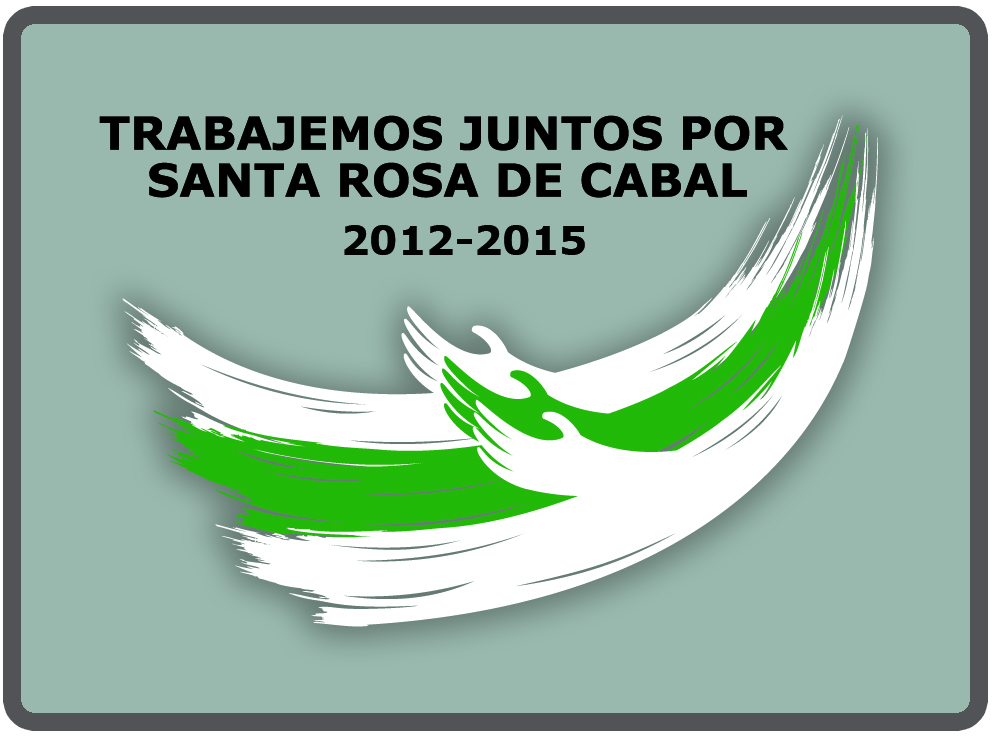 TRABAJEMOS JUNTOS POR
SANTA ROSA DE CABAL
2012-2015